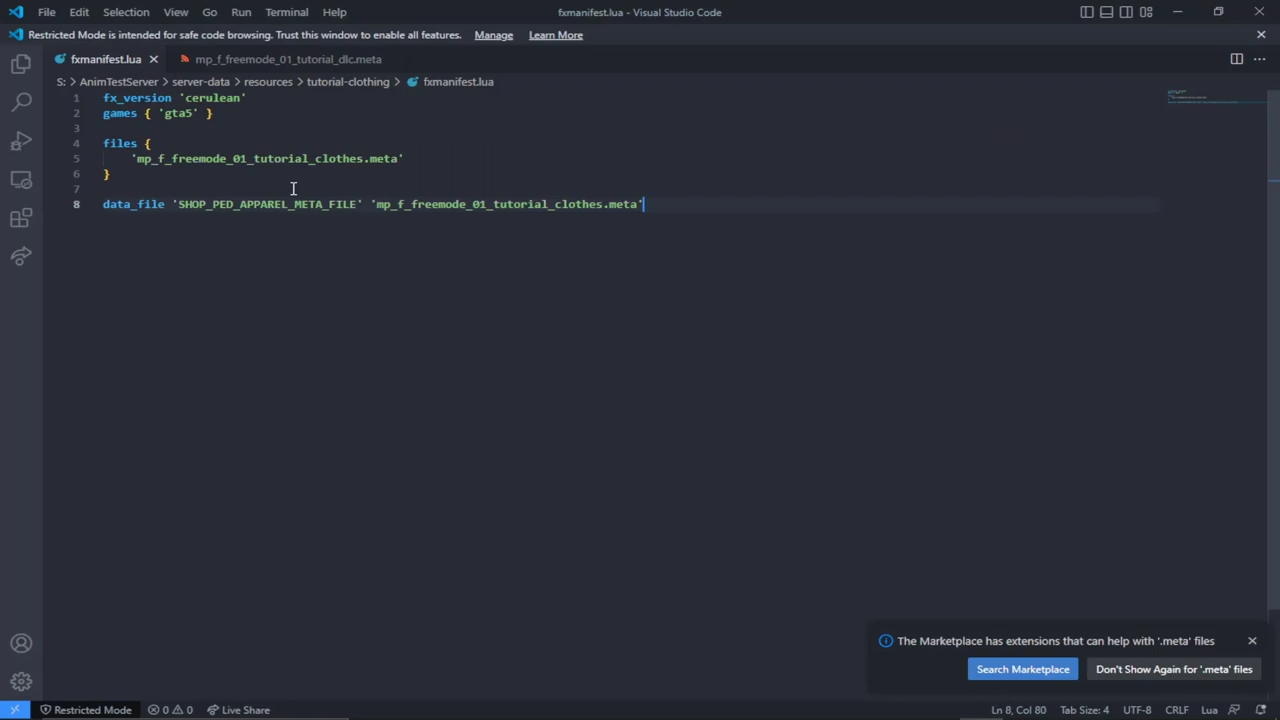 File Edit Selection View Go Run Terminal Help fxmanifest.lua - Visual Studio Code
Restricted Mode is intended for safe code browsing. Trust this window to enable all features. Manage Learn More
fxmanifest.lua mp_f_freemode_01_tutorial_dlc.meta
S: > AnimTestServer > server-data > resources > tutorial-clothing > fxmanifest.lua
1 fx_version 'cerulean'
2 games { 'gta5' }
3
4 files {
5 'mp_f_freemode_01_tutorial_clothes.meta'
6 }
7
8 data_file 'SHOP_PED_APPAREL_META_FILE' 'mp_f_freemode_01_tutorial_clothes.meta'
The Marketplace has extensions that can help with '.meta' files
Search Marketplace Don't Show Again for '.meta' files
Restricted Mode 0 0 Live Share Ln 8, Col 80 Tab Size: 4 UTF-8 CRLF Lua